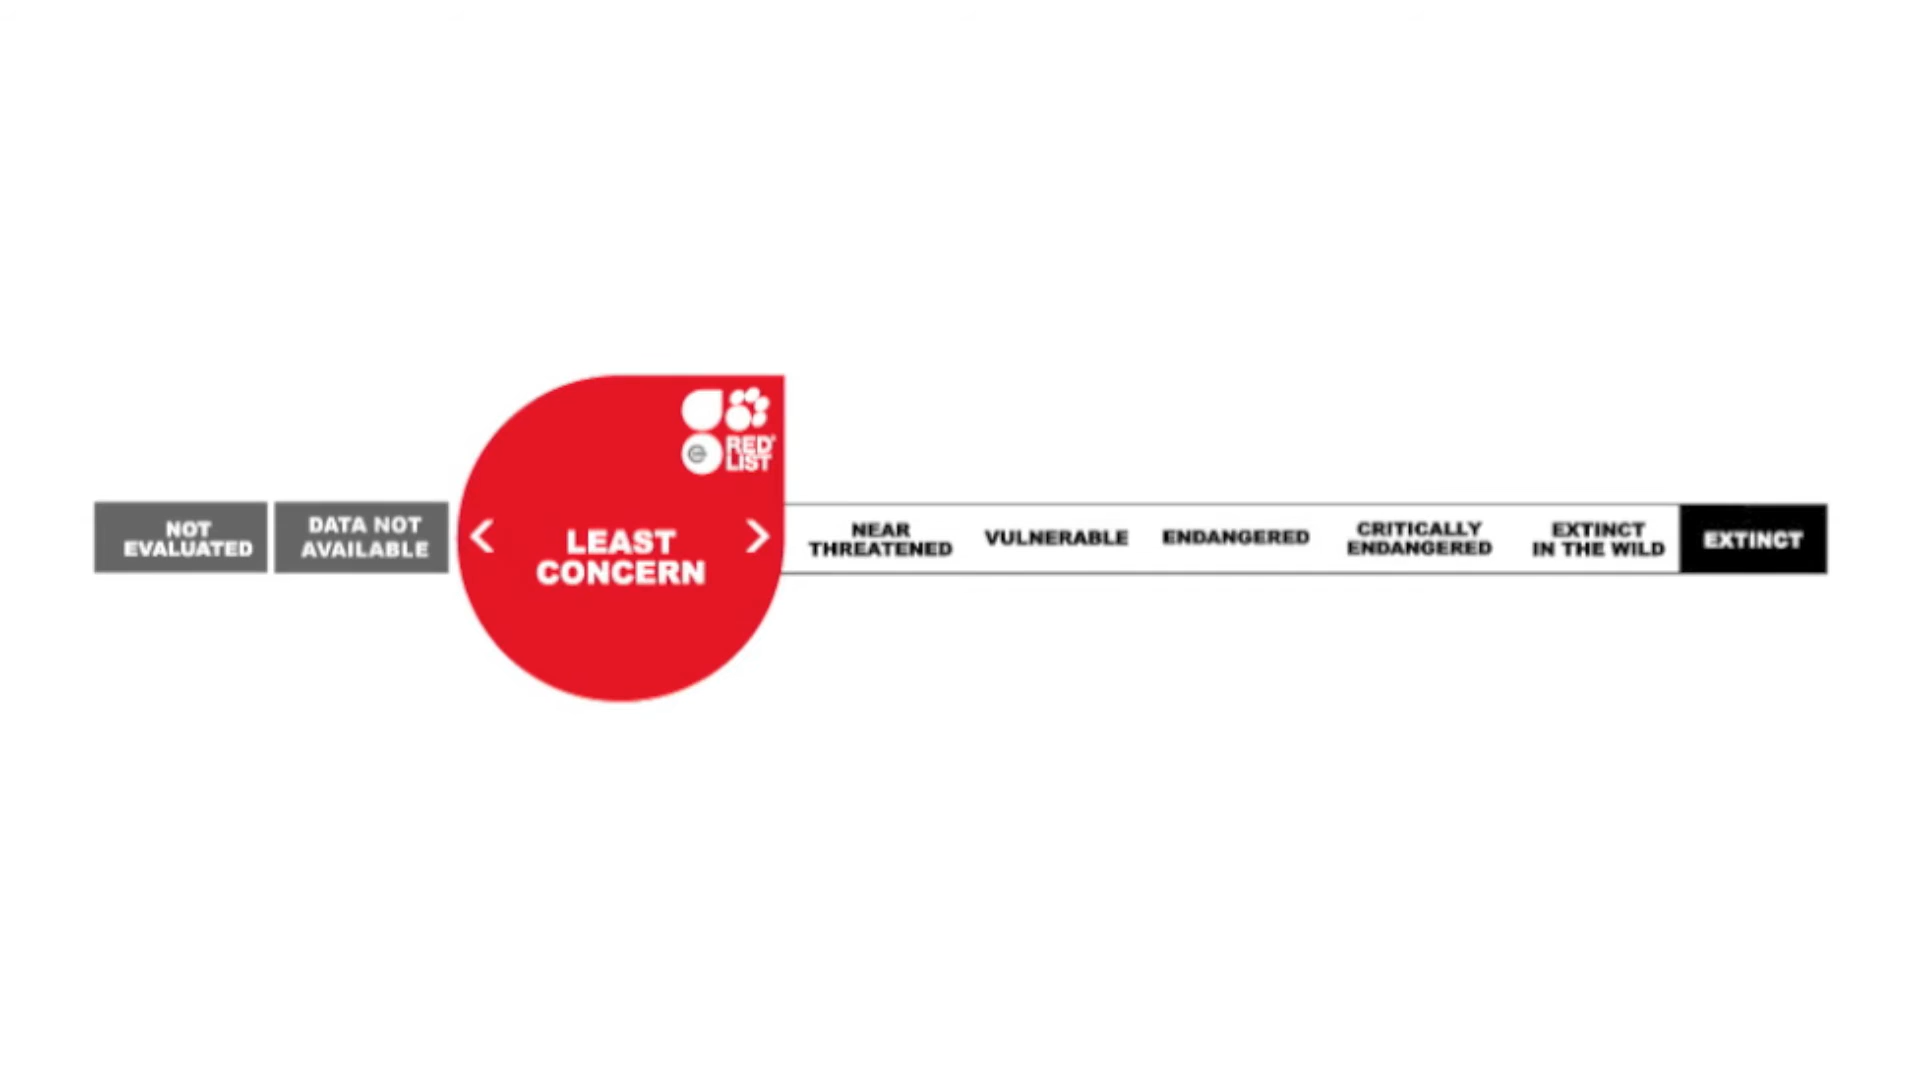 RED
LIST
NOT
EVALUATED
DATA NOT
AVAILABLE
LEAST
CONCERN
NEAR
THREATENED
VULNERABLE
ENDANGERED
CRITICALLY
ENDANGERED
EXTINCT
IN THE WILD
EXTINCT